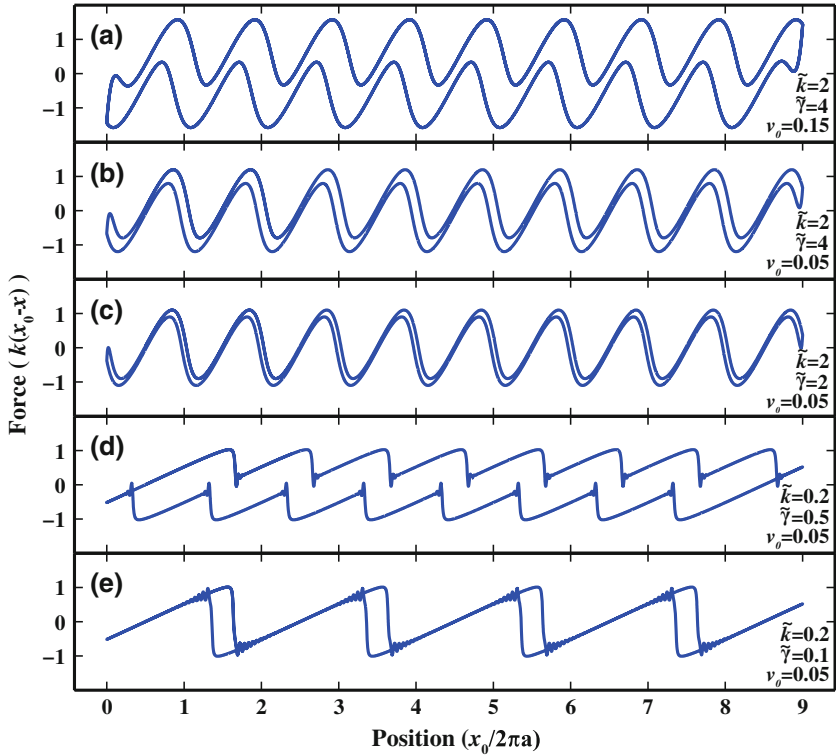 Force ( k(x₀-x) )
(a)
1
0
-1
k̃=2
γ̃=4
v₀=0.15
(b)
1
0
-1
k̃=2
γ̃=4
v₀=0.05
(c)
1
0
-1
k̃=2
γ̃=2
v₀=0.05
(d)
1
0
-1
k̃=0.2
γ̃=0.5
v₀=0.05
(e)
1
0
-1
k̃=0.2
γ̃=0.1
v₀=0.05
0 1 2 3 4 5 6 7 8 9
Position (x₀/2πa)